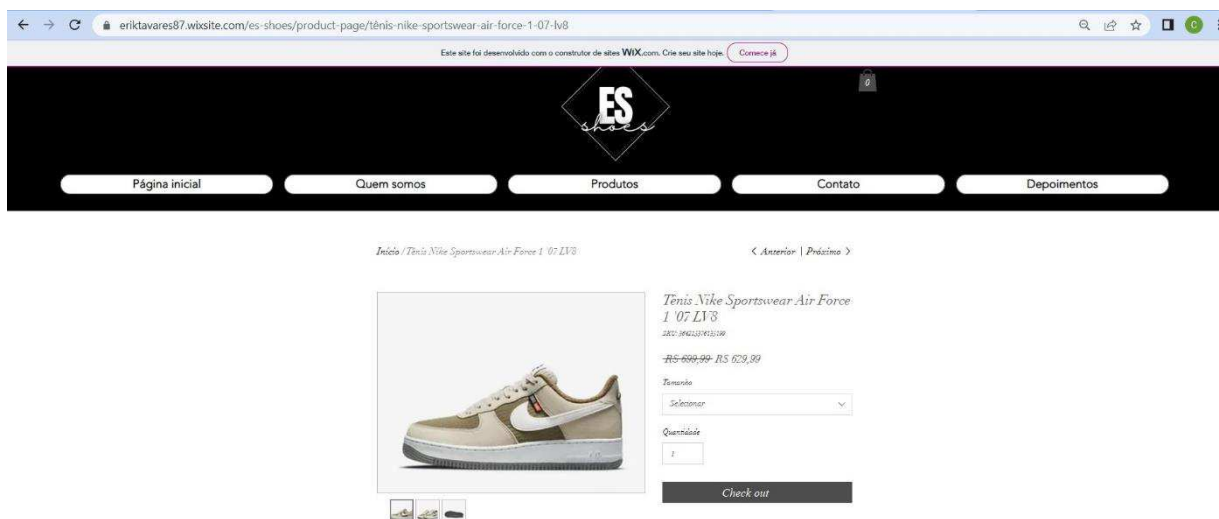 eriktavares87.wixsite.com/es-shoes/product-page/tênis-nike-sportswear-air-force-1-07-lv8
Este site foi desenvolvido com o construtor de sites WiX.com. Crie seu site hoje. Comece já
0
ES
shoes
Página inicial Quem somos Produtos Contato Depoimentos
Início / Tênis Nike Sportswear Air Force 1 '07 LV8 < Anterior | Próximo >
Tênis Nike Sportswear Air Force
1 '07 LV8
SKU:
R$ 699,99 R$ 629,99
Tamanho
Selecionar
Quantidade
1
Check out